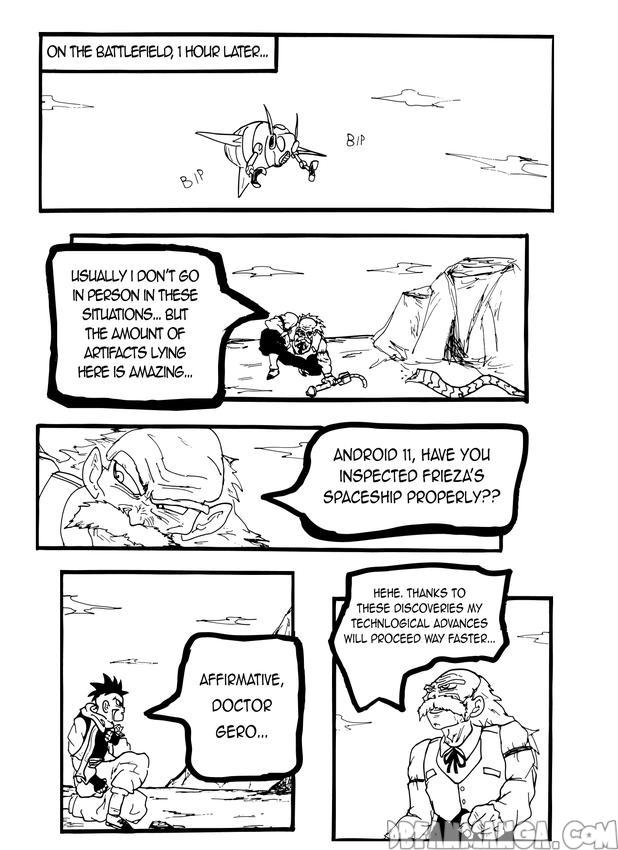 ON THE BATTLEFIELD, 1 HOUR LATER...
BIP
BIP
USUALLY I DON'T GO
IN PERSON IN THESE
SITUATIONS... BUT
THE AMOUNT OF
ARTIFACTS LYING
HERE IS AMAZING...
ANDROID 11, HAVE YOU
INSPECTED FRIEZA'S
SPACESHIP PROPERLY??
AFFIRMATIVE,
DOCTOR
GERO...
HEHE. THANKS TO
THESE DISCOVERIES MY
TECHNLOGICAL ADVANCES
WILL PROCEED WAY FASTER...
DBFANMANGA.COM